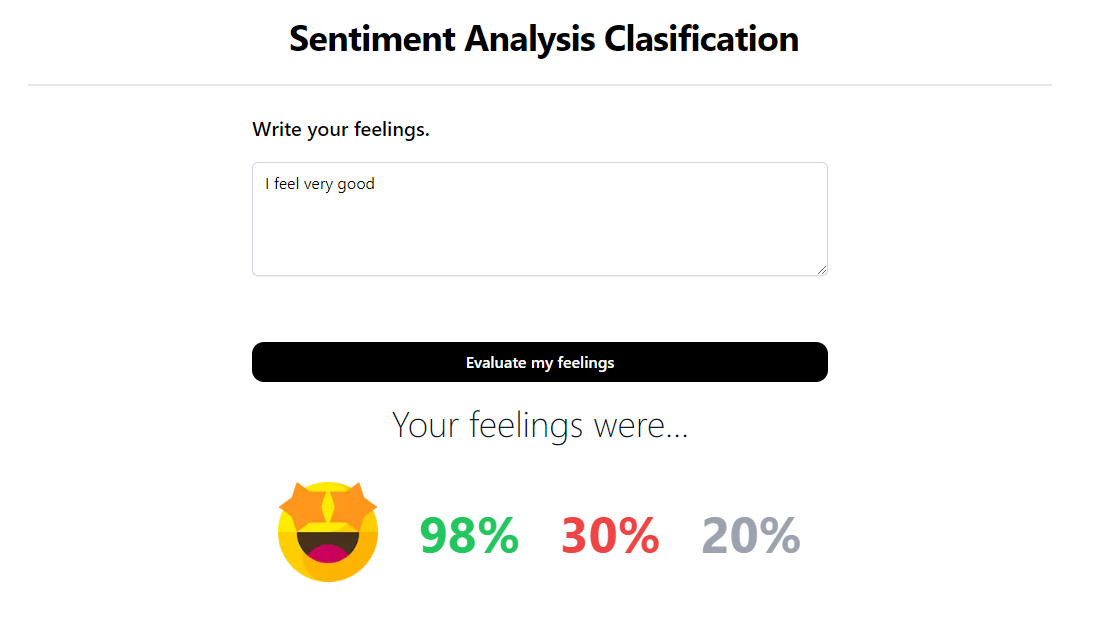 Sentiment Analysis Clasification
Write your feelings.
I feel very good
Evaluate my feelings
Your feelings were...
98% 30% 20%